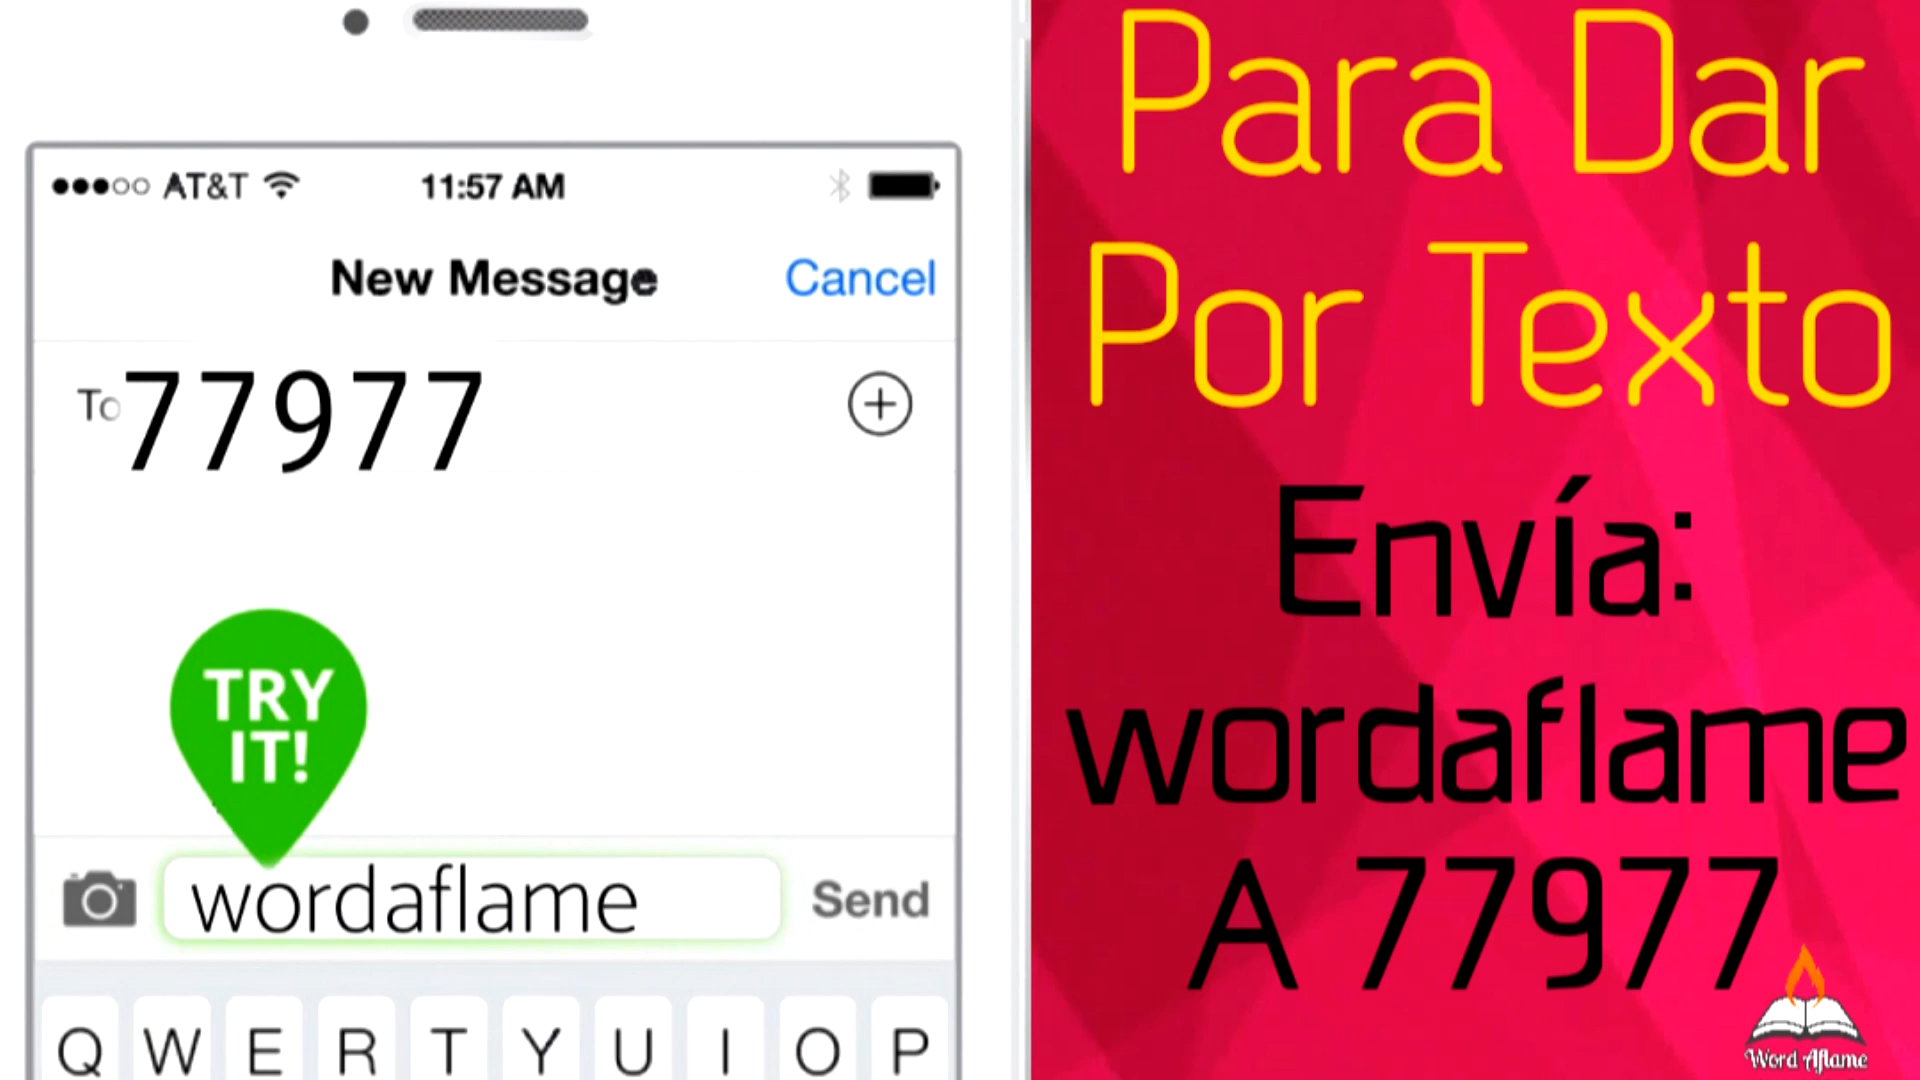 AT&T 11:57 AM
New Message Cancel
To 77977
TRY
IT!
wordaflame Send
Q W E R T Y U I O P
Para Dar
Por Texto
Envía:
wordaflame
A 77977
Word Aflame